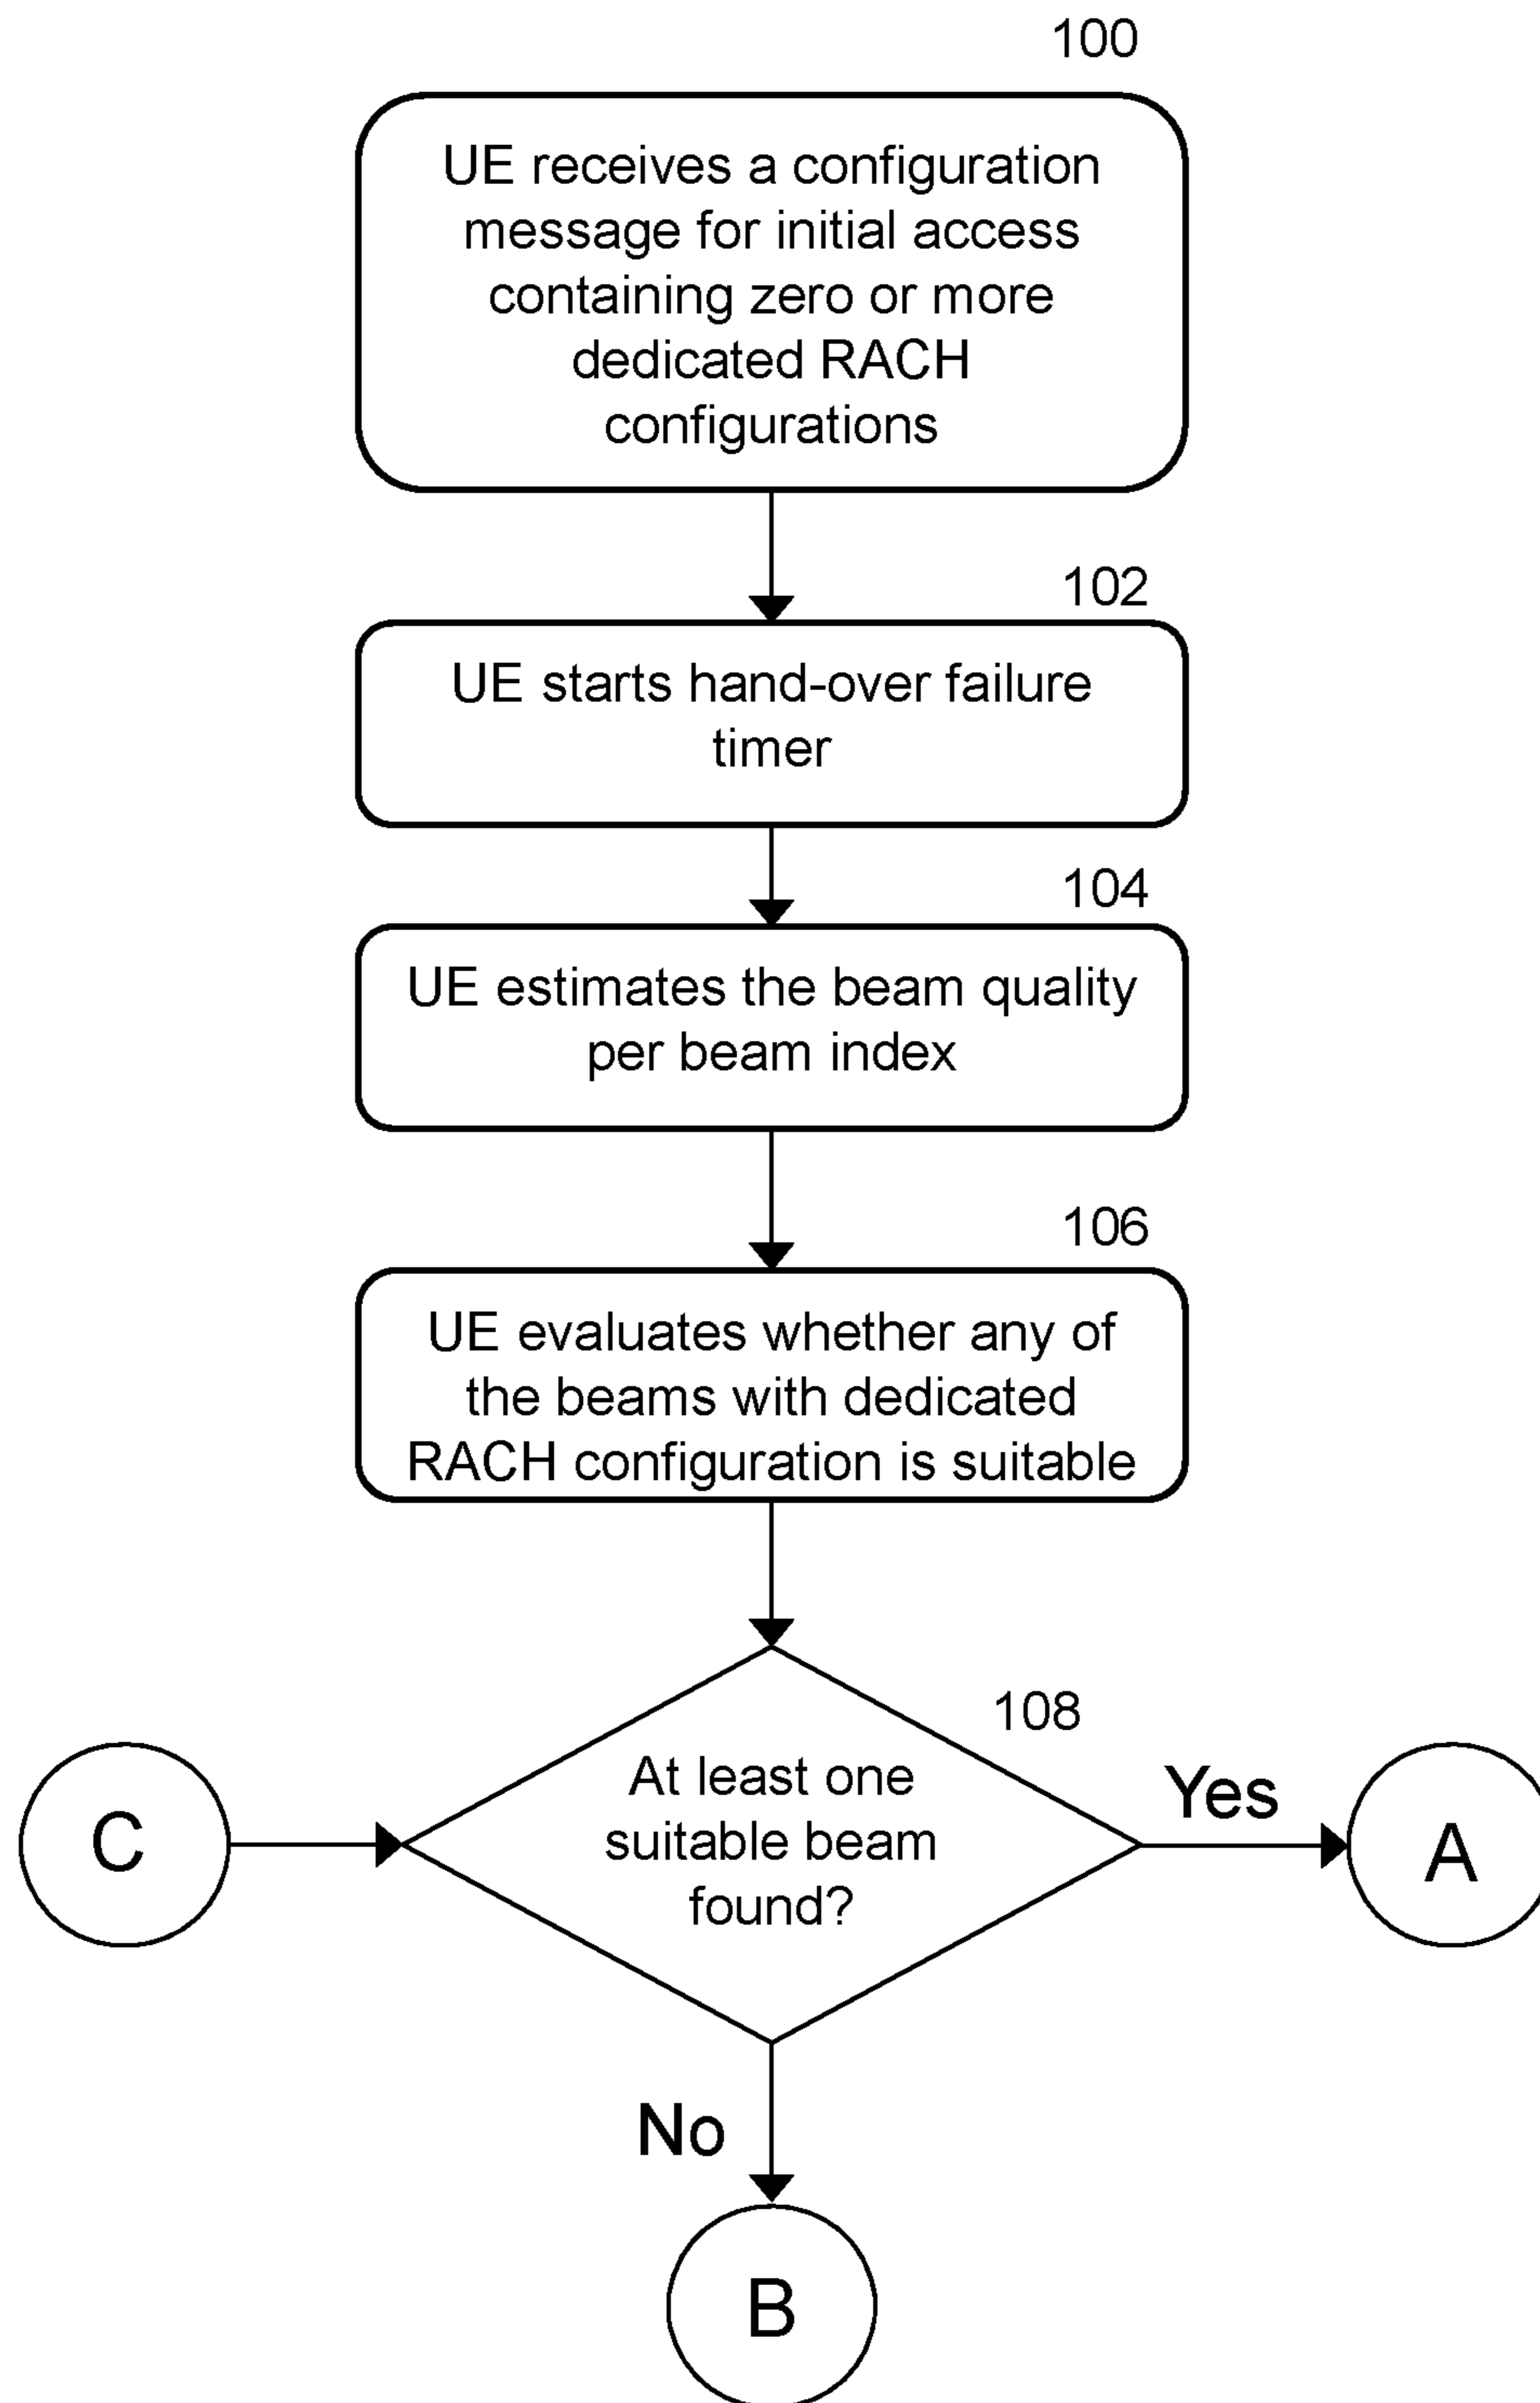 100
UE receives a configuration
message for initial access
containing zero or more
dedicated RACH
configurations
102
UE starts hand-over failure
timer
104
UE estimates the beam quality
per beam index
106
UE evaluates whether any of
the beams with dedicated
RACH configuration is suitable
108
At least one
suitable beam
found?
C
Yes
A
No
B